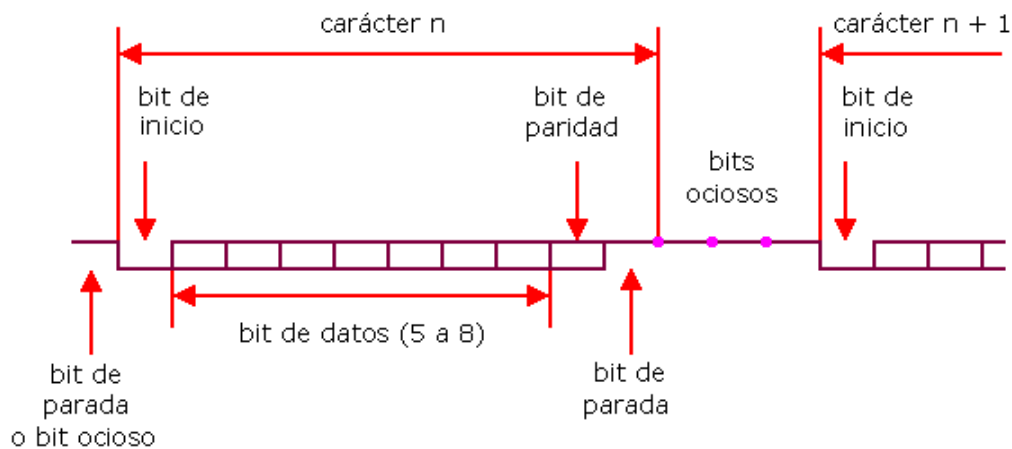 carácter n
carácter n + 1
bit de
inicio
bit de
paridad
bits
ociosos
bit de
inicio
bit de datos (5 a 8)
bit de
parada
o bit ocioso
bit de
parada